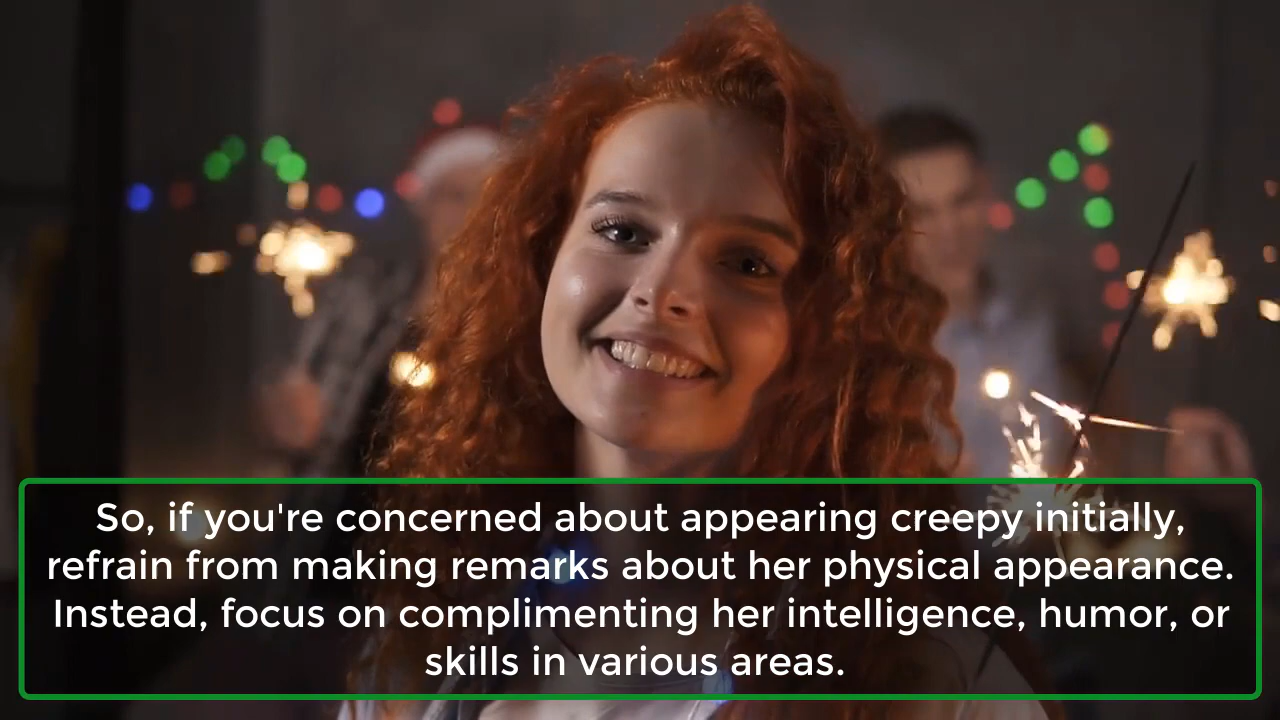 So, if you're concerned about appearing creepy initially,
refrain from making remarks about her physical appearance.
Instead, focus on complimenting her intelligence, humor, or
skills in various areas.